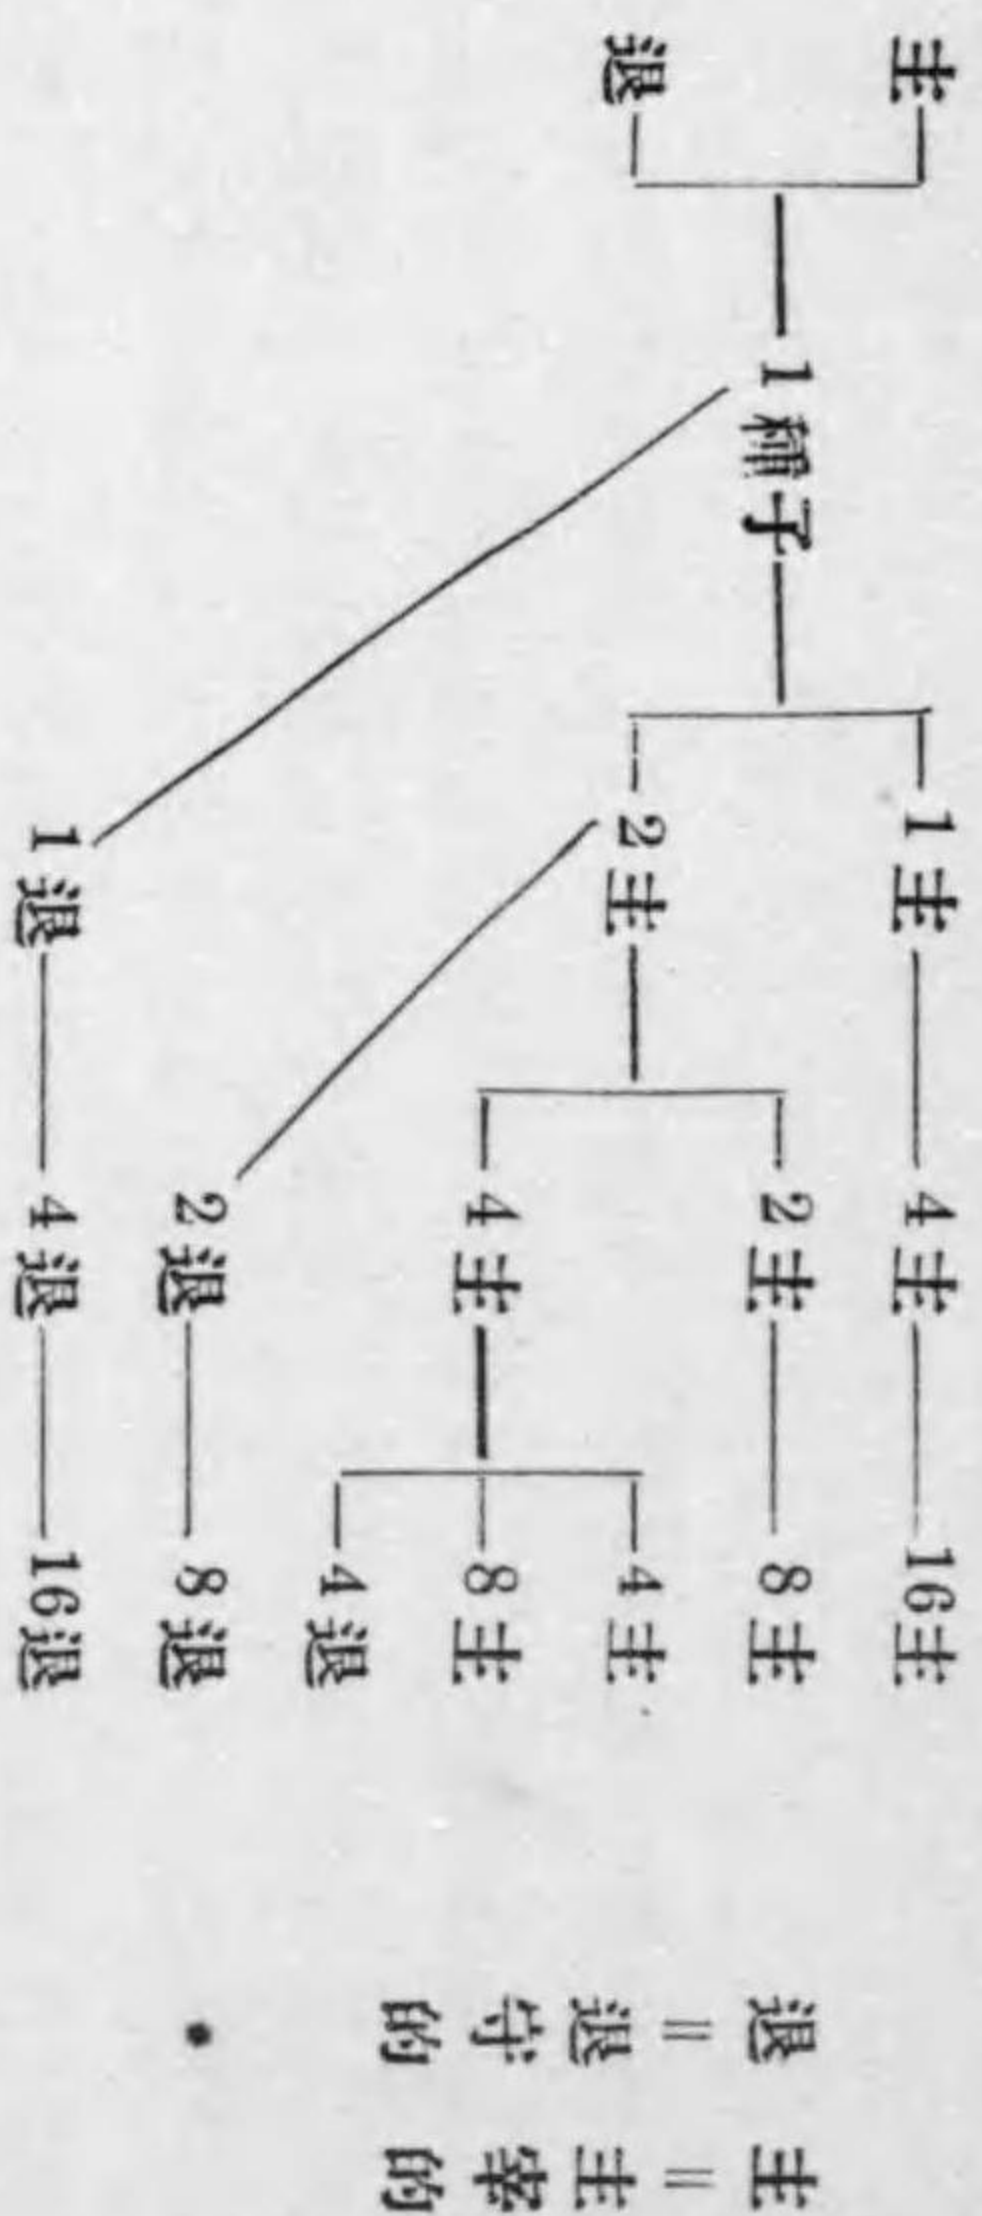 主 1主 4主 16主
1種子 2主 8主
退 2主 4主
4主 8主
4退
2退 8退
1退 4退 16退
主=主宰的
退=退守的